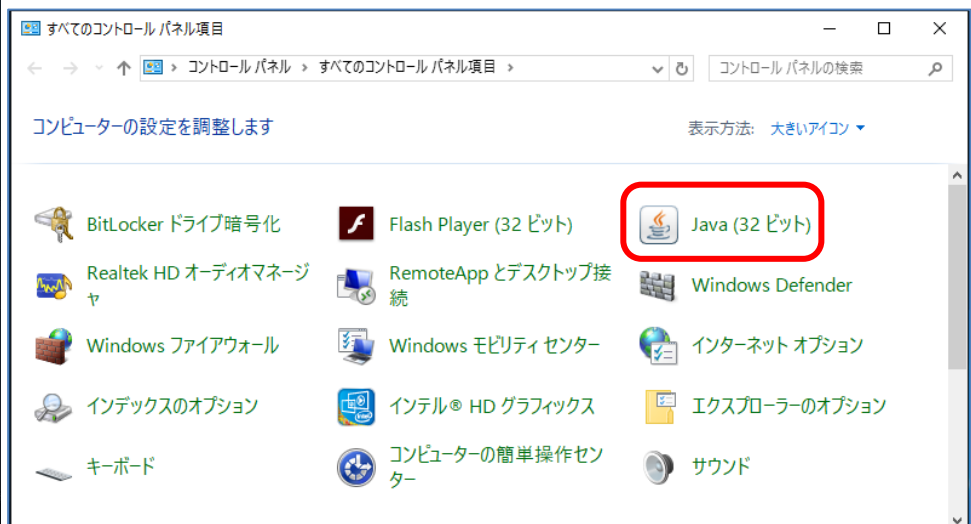 すべてのコントロール パネル項目
コントロール パネル › すべてのコントロール パネル項目 ›
コントロール パネルの検索
コンピューターの設定を調整します
表示方法: 大きいアイコン
BitLocker ドライブ暗号化
Flash Player (32 ビット)
Java (32 ビット)
Realtek HD オーディオマネージ
ャ
RemoteApp とデスクトップ接
続
Windows Defender
Windows ファイアウォール
Windows モビリティ センター
インターネット オプション
インデックスのオプション
インテル® HD グラフィックス
エクスプローラーのオプション
キーボード
コンピューターの簡単操作セン
ター
サウンド